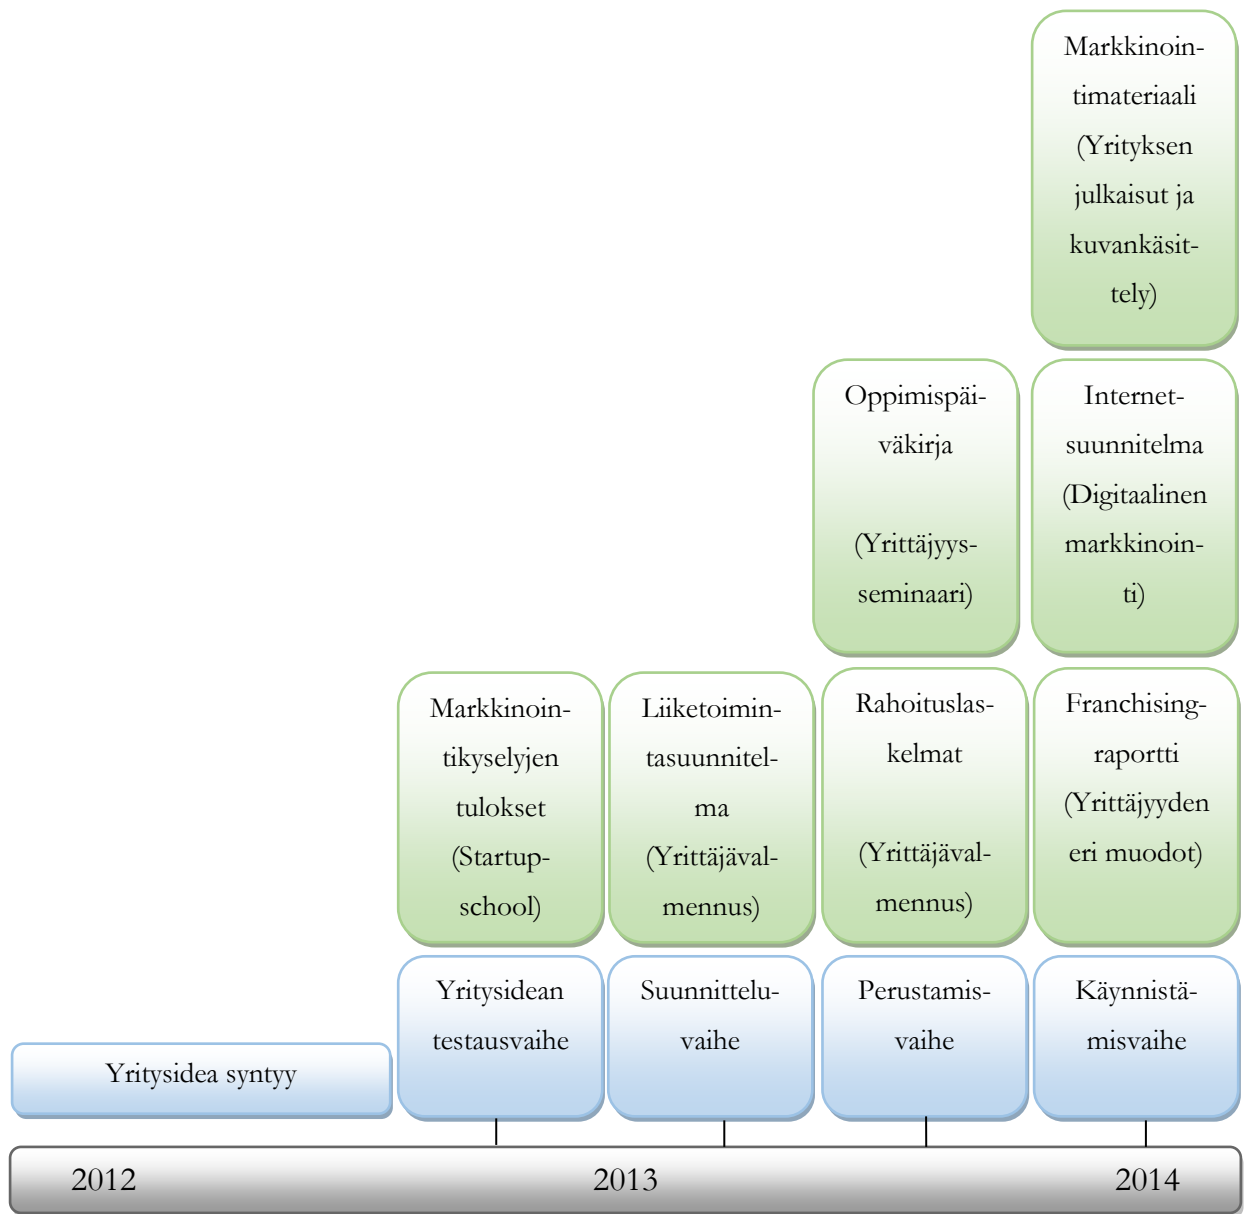 Markkinoin-
timateriaali
(Yrityksen
julkaisut ja
kuvankäsit-
tely)
Oppimispäi-
väkirja
(Yrittäjyys-
seminaari)
Internet-
suunnitelma
(Digitaalinen
markkinoin-
ti)
Markkinoin-
tikyselyjen
tulokset
(Startup-
school)
Liiketoimin-
tasuunnitel-
ma
(Yrittäjäval-
mennus)
Rahoituslas-
kelmat
(Yrittäjäval-
mennus)
Franchising-
raportti
(Yrittäjyyden
eri muodot)
Yritysidea syntyy
Yritysidean
testausvaihe
Suunnittelu-
vaihe
Perustamis-
vaihe
Käynnistä-
misvaihe
2012
2013
2014